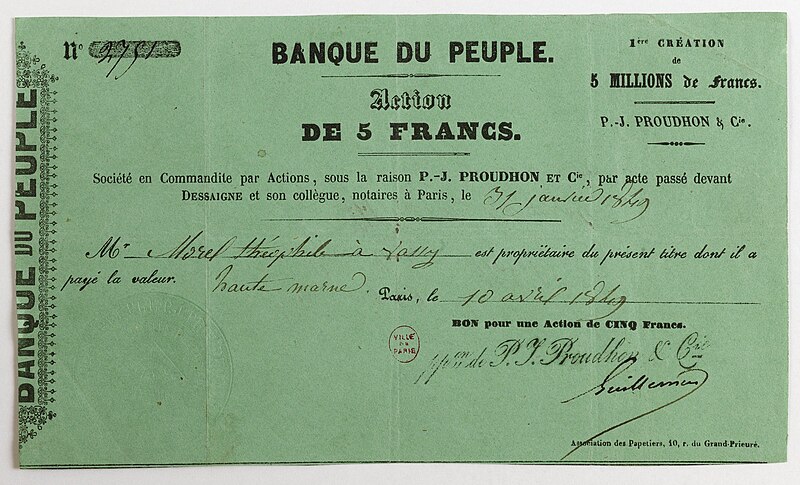 BANQUE DU PEUPLE
N° 2751
BANQUE DU PEUPLE.
Action
DE 5 FRANCS.
1ère CRÉATION
de
5 MILLIONS de Francs.
P.-J. PROUDHON & Cie.
Société en Commandite par Actions, sous la raison P.-J. PROUDHON ET Cie, par acte passé devant
DESSAIGNE et son collègue, notaires à Paris, le 31 janvier 1849
Mr Morel théophile à Vassy est propriétaire du présent titre dont il a
payé la valeur. haute marne.
Paris, le 10 avril 1849
BON pour une Action de CINQ Francs.
VILLE
DE
PARIS
ppon de P. J. Proudhon & Cie
Guillemin
Association des Papetiers, 10, r. du Grand-Prieuré.